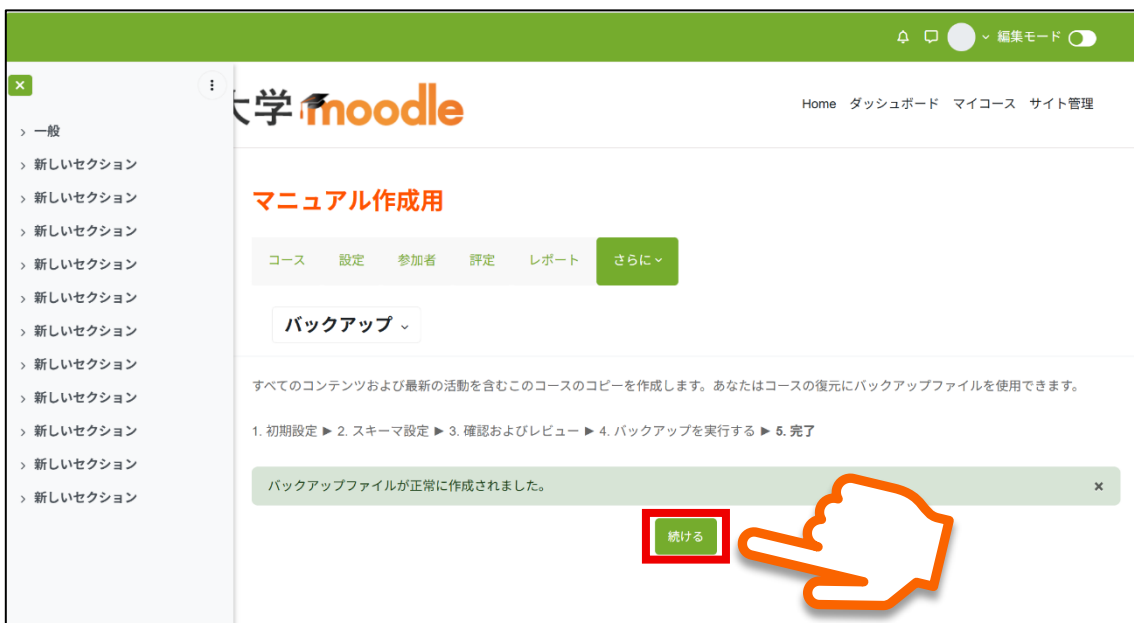 編集モード
大学 moodle
Home ダッシュボード マイコース サイト管理
一般
新しいセクション
新しいセクション
新しいセクション
新しいセクション
新しいセクション
新しいセクション
新しいセクション
新しいセクション
新しいセクション
新しいセクション
新しいセクション
マニュアル作成用
コース 設定 参加者 評定 レポート さらに
バックアップ
すべてのコンテンツおよび最新の活動を含むこのコースのコピーを作成します。あなたはコースの復元にバックアップファイルを使用できます。
1. 初期設定 ► 2. スキーマ設定 ► 3. 確認およびレビュー ► 4. バックアップを実行する ► 5. 完了
バックアップファイルが正常に作成されました。 ×
続ける